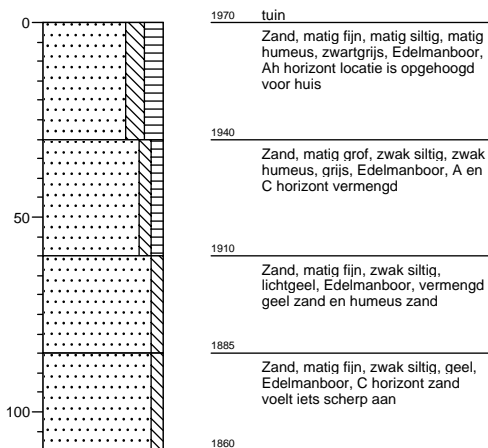 0
1970 tuin
Zand, matig fijn, matig siltig, matig
humeus, zwartgrijs, Edelmanboor,
Ah horizont locatie is opgehoogd
voor huis
1940
Zand, matig grof, zwak siltig, zwak
humeus, grijs, Edelmanboor, A en
C horizont vermengd
50
1910
Zand, matig fijn, zwak siltig,
lichtgeel, Edelmanboor, vermengd
geel zand en humeus zand
1885
Zand, matig fijn, zwak siltig, geel,
Edelmanboor, C horizont zand
voelt iets scherp aan
100
1860